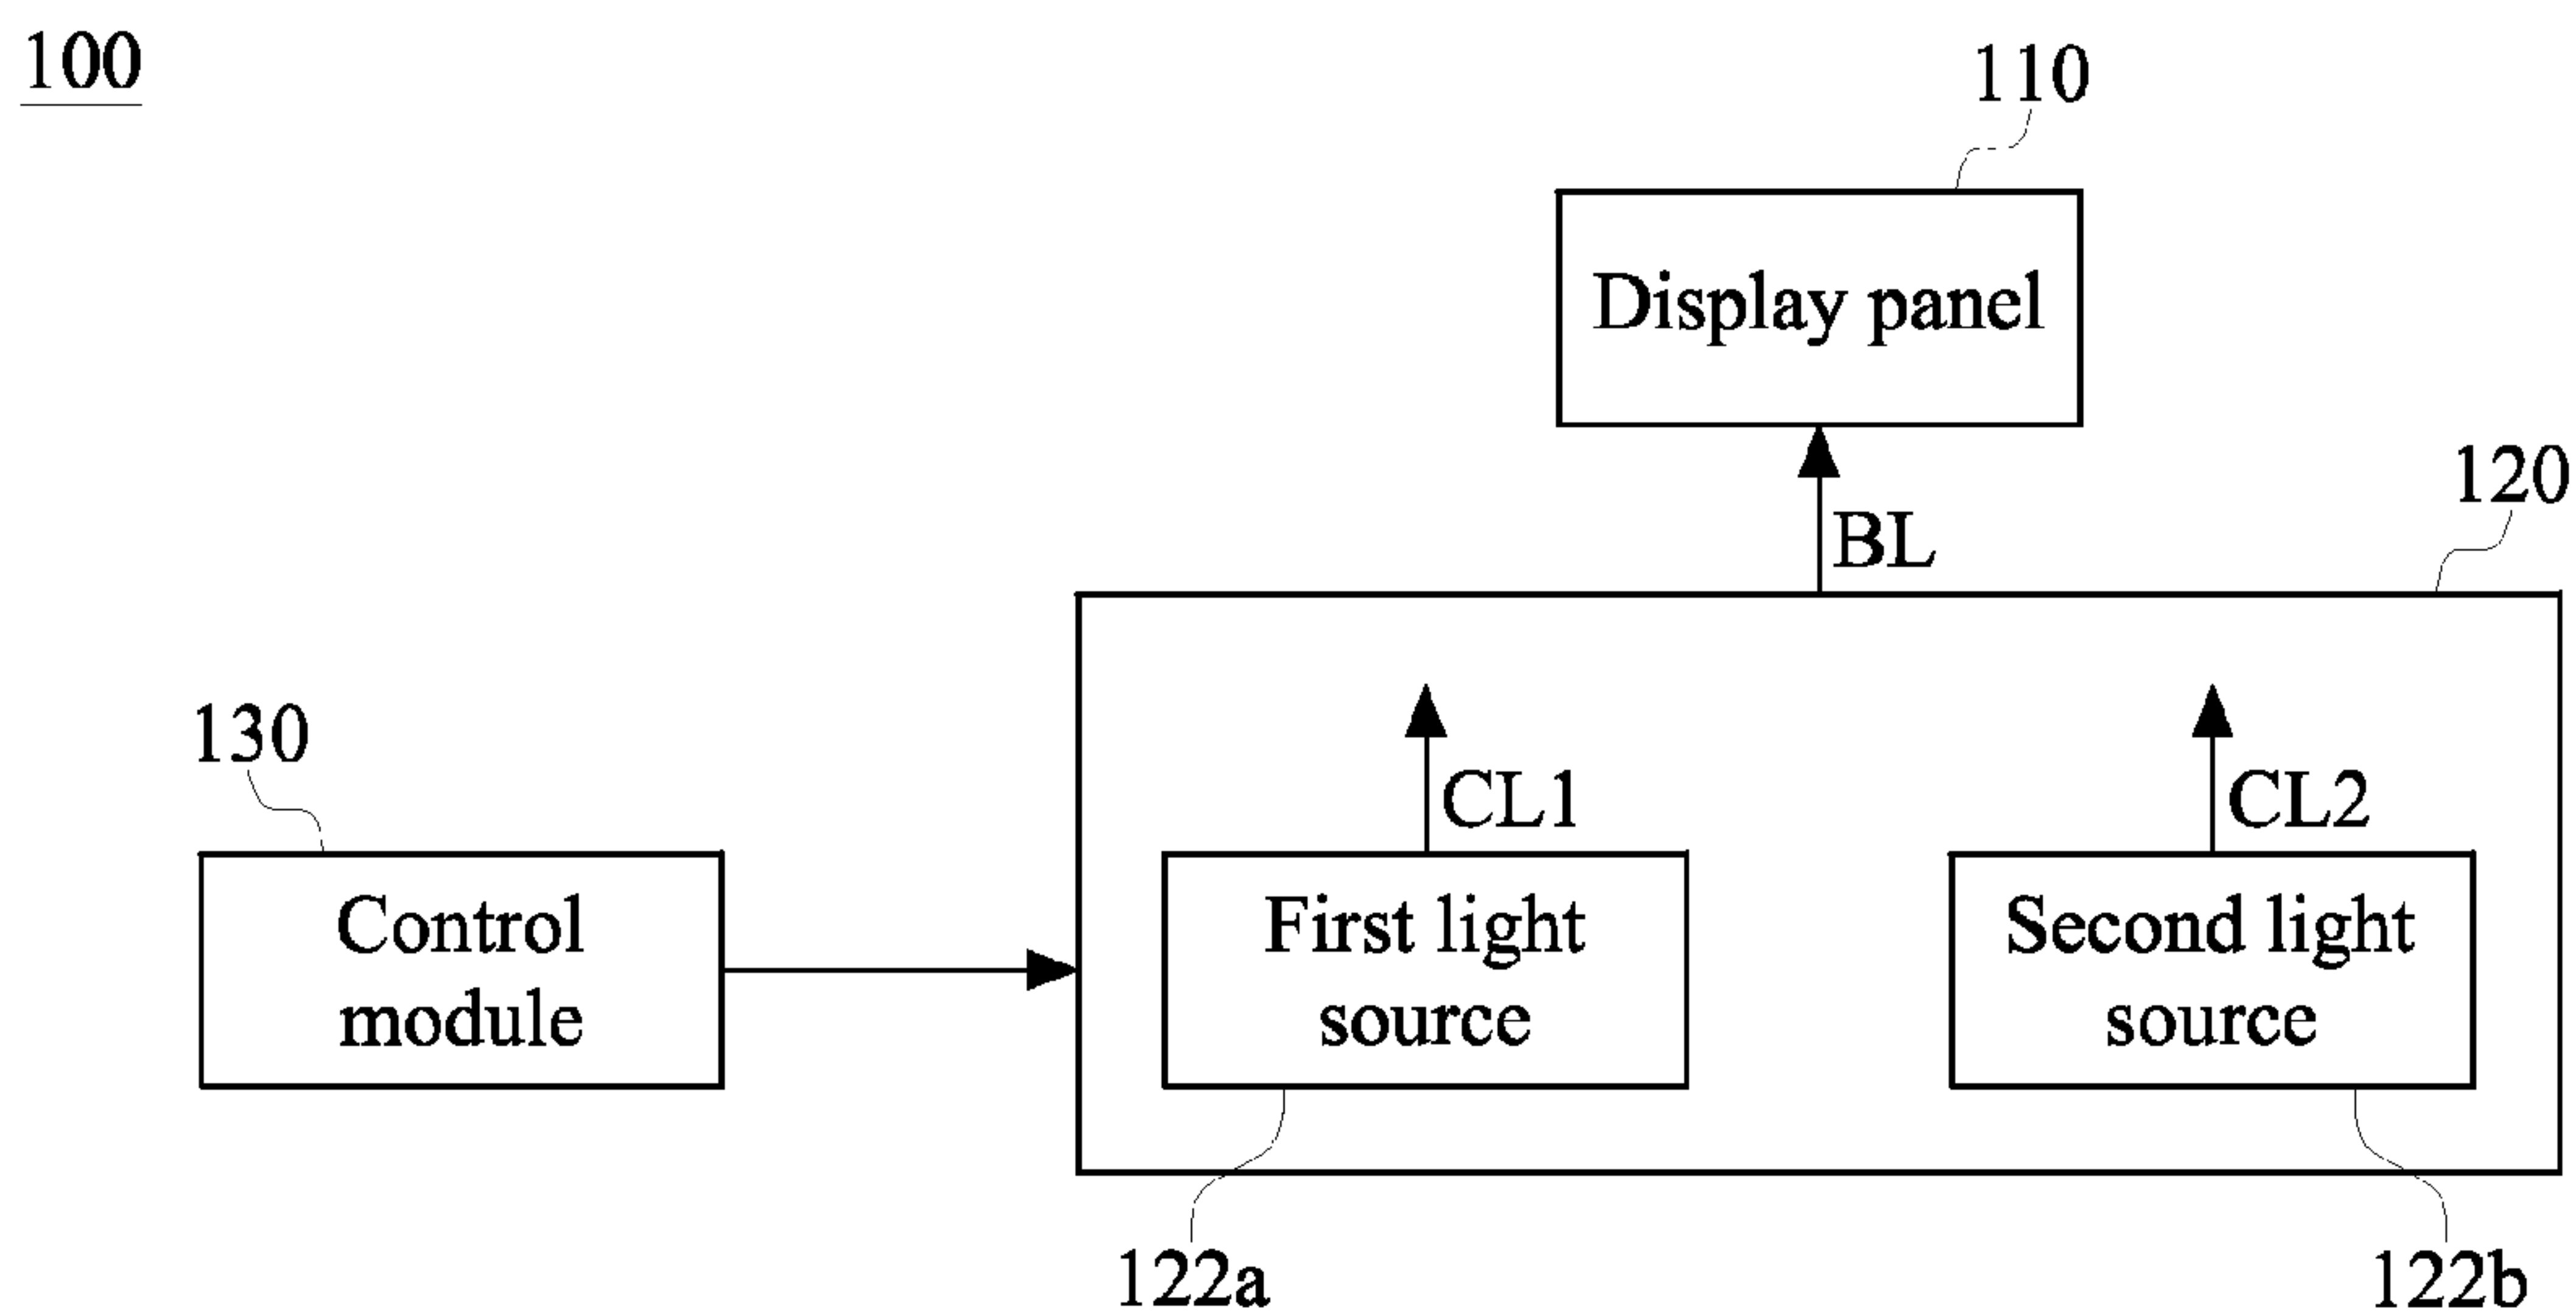 100
110
Display panel
120
BL
130
CL1
CL2
Control
module
First light
source
Second light
source
122a
122b